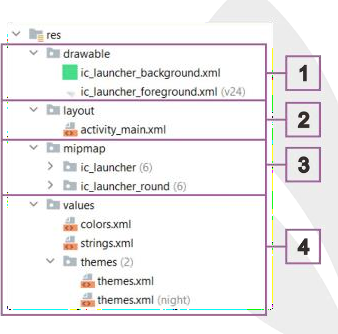 res
drawable
ic_launcher_background.xml
ic_launcher_foreground.xml (v24)
1
layout
activity_main.xml
2
mipmap
ic_launcher (6)
ic_launcher_round (6)
3
values
colors.xml
strings.xml
themes (2)
themes.xml
themes.xml (night)
4